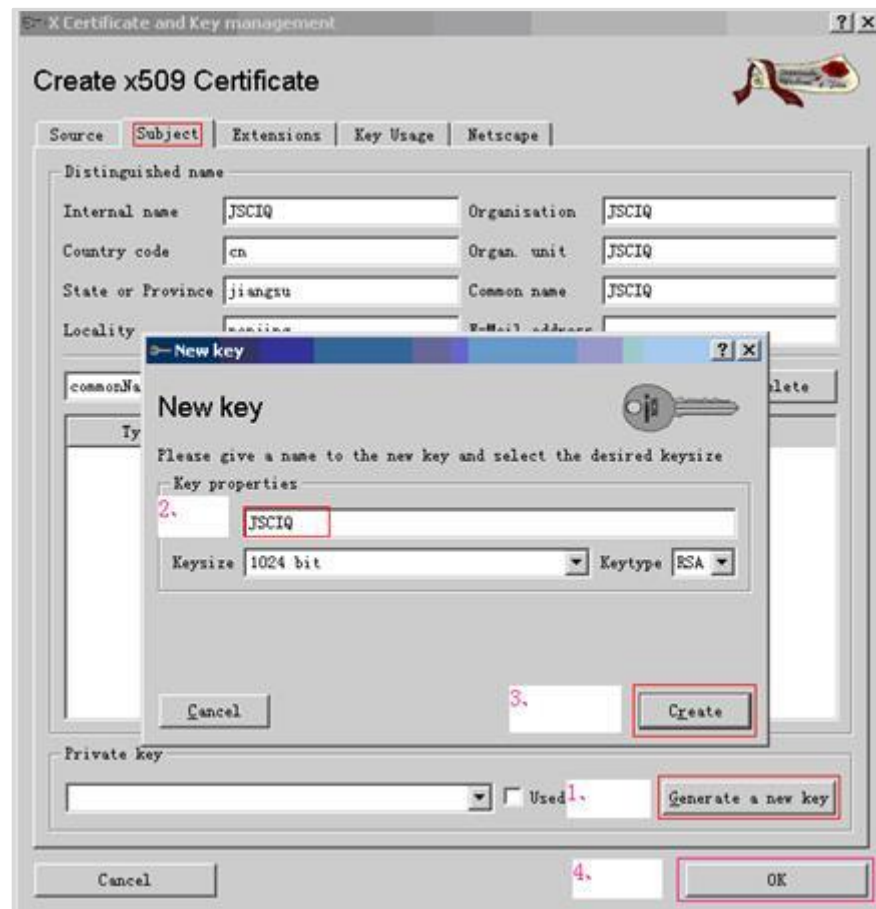 X Certificate and Key management
Create x509 Certificate
Source Subject Extensions Key Usage Netscape
Distinguished name
Internal name JSCIQ Organisation JSCIQ
Country code cn Organ. unit JSCIQ
State or Province jiangsu Common name JSCIQ
Locality
New key
commonNa lete
New key
Ty
Please give a name to the new key and select the desired keysize
Key properties
2、
JSCIQ
Keysize 1024 bit Keytype RSA
3、
Cancel Create
Private key
Used 1、 Generate a new key
4、
Cancel OK